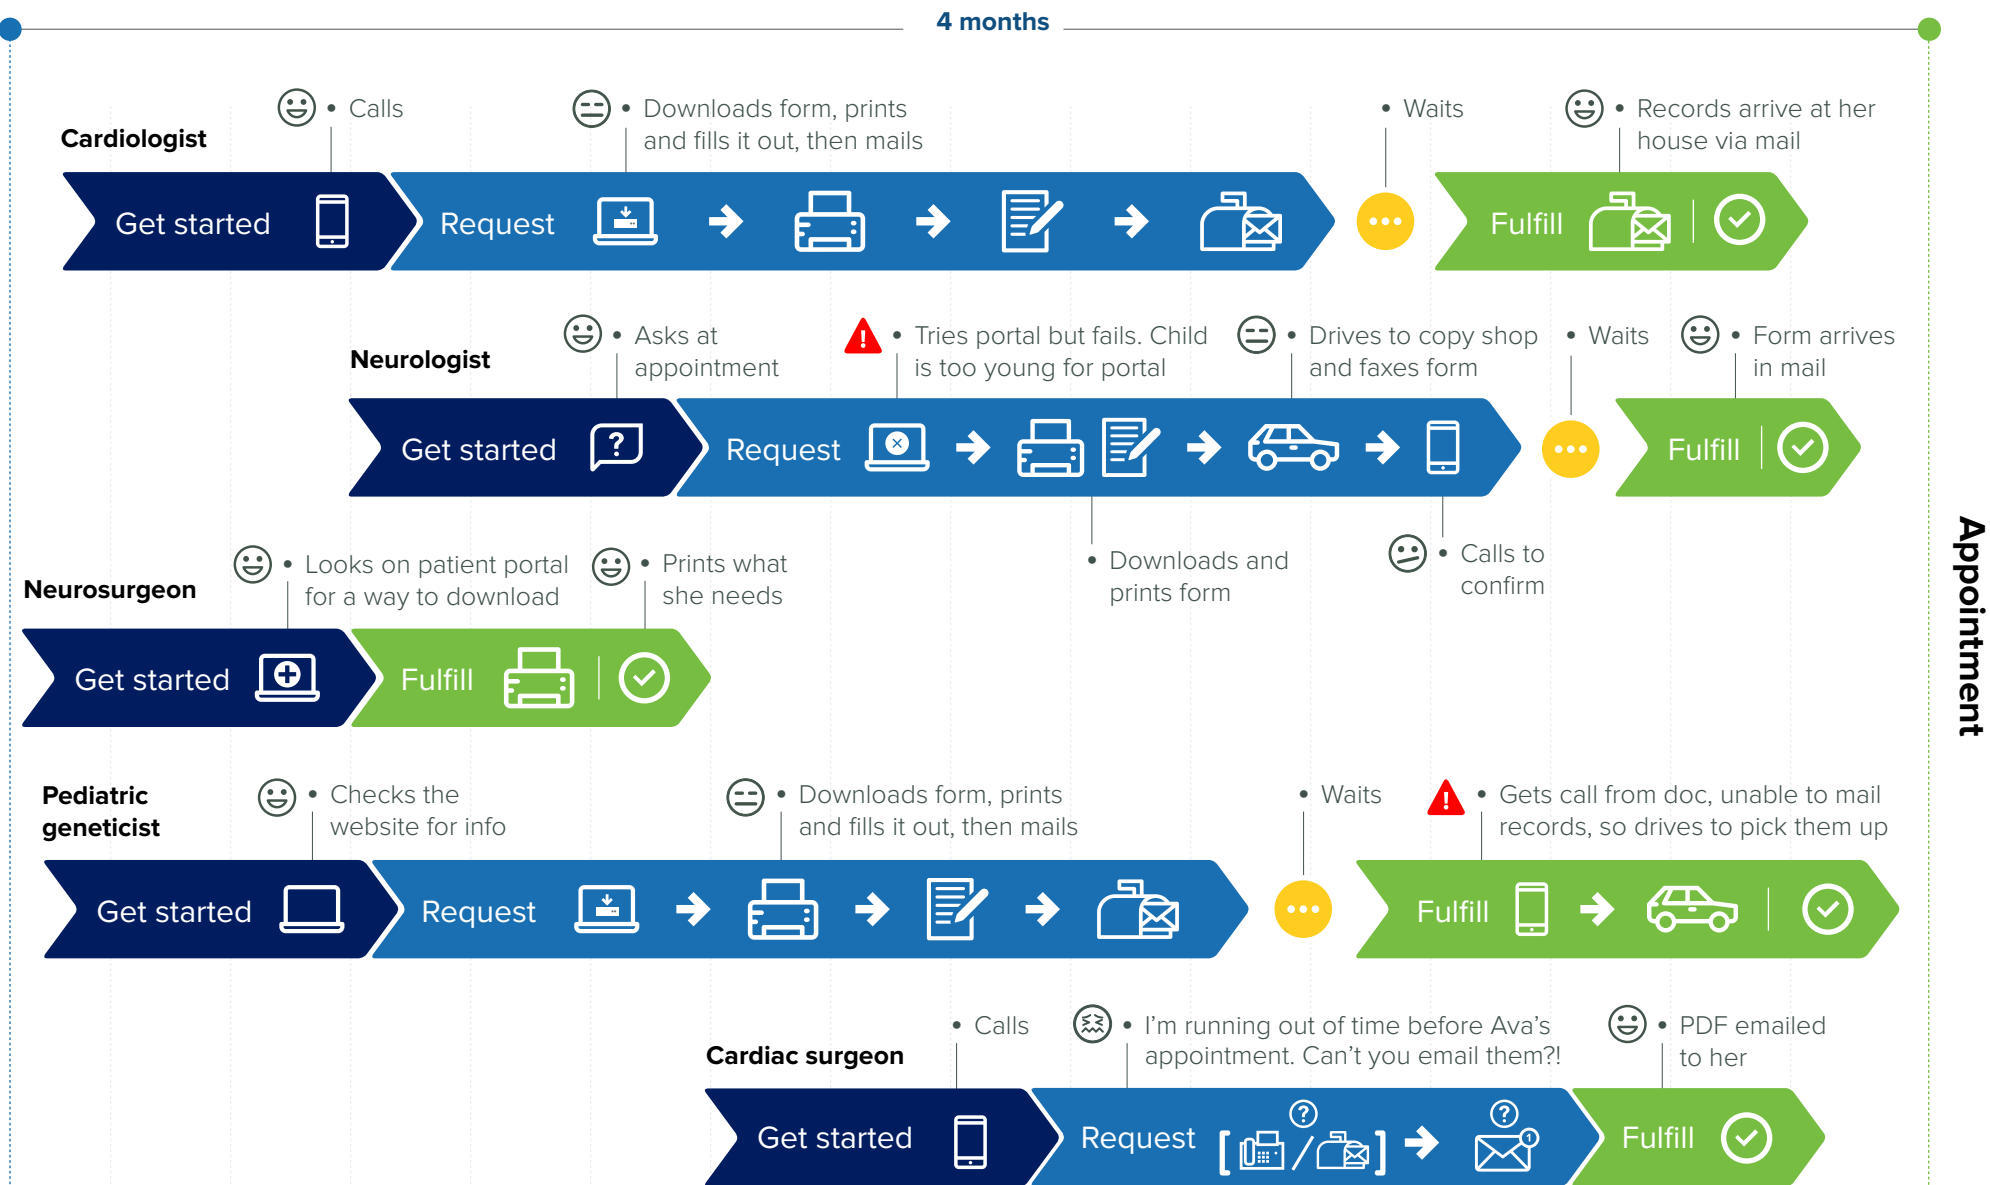 4 months
Cardiologist
• Calls
• Downloads form, prints
and fills it out, then mails
• Waits
• Records arrive at her
house via mail
Get started
Request
Fulfill
Neurologist
• Asks at
appointment
• Tries portal but fails. Child
is too young for portal
• Drives to copy shop
and faxes form
• Waits
• Form arrives
in mail
Get started
Request
Fulfill
• Downloads and
prints form
• Calls to
confirm
Neurosurgeon
• Looks on patient portal
for a way to download
• Prints what
she needs
Get started
Fulfill
Pediatric
geneticist
• Checks the
website for info
• Downloads form, prints
and fills it out, then mails
• Waits
• Gets call from doc, unable to mail
records, so drives to pick them up
Get started
Request
Fulfill
Cardiac surgeon
• Calls
• I’m running out of time before Ava’s
appointment. Can’t you email them?!
• PDF emailed
to her
Get started
Request
Fulfill
Appointment